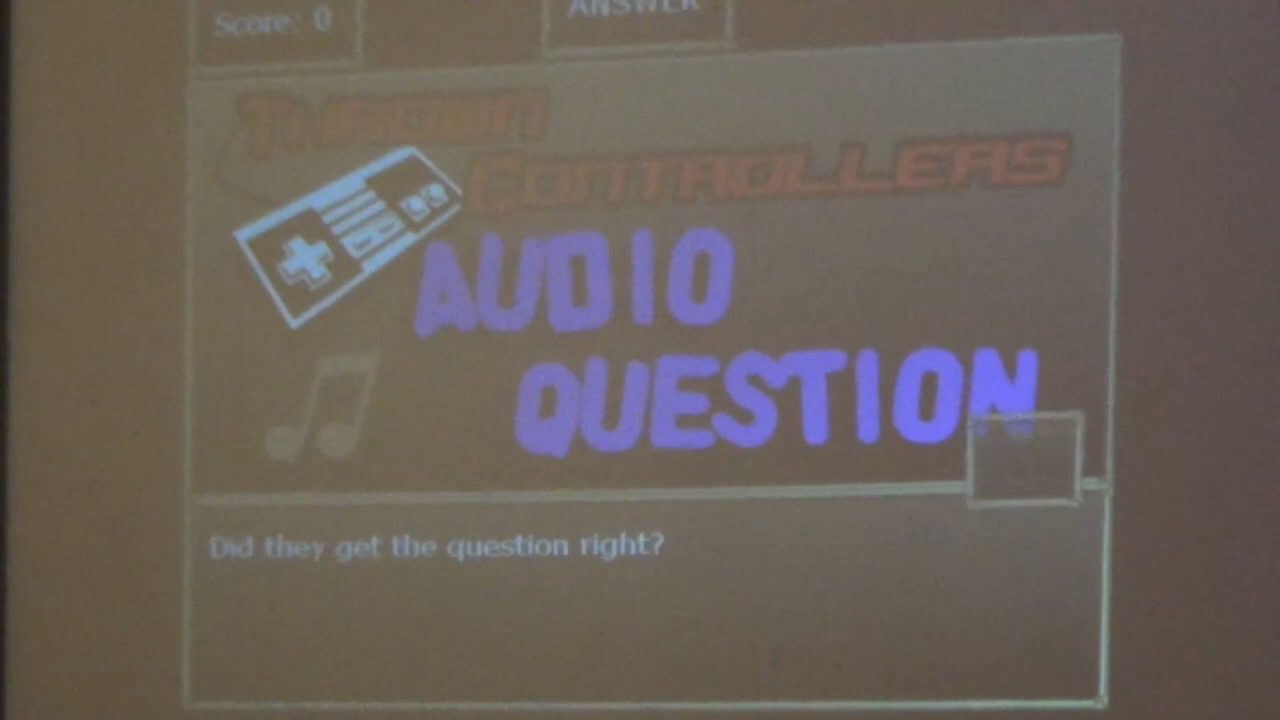 Score: 0
ANSWER
THROWN
CONTROLLERS
AUDIO
QUESTION
Did they get the question right?